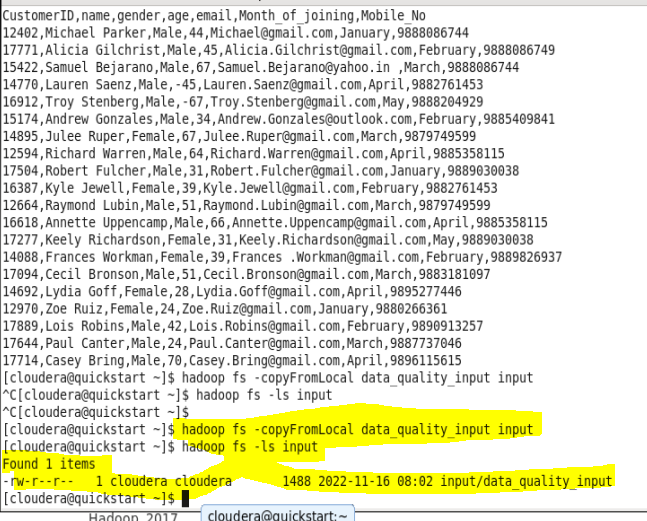 CustomerID,name,gender,age,email,Month_of_joining,Mobile_No
12402,Michael Parker,Male,44,Michael@gmail.com,January,9888086744
17771,Alicia Gilchrist,Male,45,Alicia.Gilchrist@gmail.com,February,9888086749
15422,Samuel Bejarano,Male,67,Samuel.Bejarano@yahoo.in ,March,9888086744
14770,Lauren Saenz,Male,-45,Lauren.Saenz@gmail.com,April,9882761453
16912,Troy Stenberg,Male,-67,Troy.Stenberg@gmail.com,May,9888204929
15174,Andrew Gonzales,Male,34,Andrew.Gonzales@outlook.com,February,9885409841
14895,Julee Ruper,Female,67,Julee.Ruper@gmail.com,March,9879749599
12594,Richard Warren,Male,64,Richard.Warren@gmail.com,April,9885358115
17504,Robert Fulcher,Male,31,Robert.Fulcher@gmail.com,January,9889030038
16387,Kyle Jewell,Female,39,Kyle.Jewell@gmail.com,February,9882761453
12664,Raymond Lubin,Male,51,Raymond.Lubin@gmail.com,March,9879749599
16618,Annette Uppencamp,Male,66,Annette.Uppencamp@gmail.com,April,9885358115
17277,Keely Richardson,Female,31,Keely.Richardson@gmail.com,May,9889030038
14088,Frances Workman,Female,39,Frances .Workman@gmail.com,February,9889826937
17094,Cecil Bronson,Male,51,Cecil.Bronson@gmail.com,March,9883181097
14692,Lydia Goff,Female,28,Lydia.Goff@gmail.com,April,9895277446
12970,Zoe Ruiz,Female,24,Zoe.Ruiz@gmail.com,January,9880266361
17889,Lois Robins,Male,42,Lois.Robins@gmail.com,February,9890913257
17644,Paul Canter,Male,24,Paul.Canter@gmail.com,March,9887737046
17714,Casey Bring,Male,70,Casey.Bring@gmail.com,April,9896115615
[cloudera@quickstart ~]$ hadoop fs -copyFromLocal data_quality_input input
^C[cloudera@quickstart ~]$ hadoop fs -ls input
^C[cloudera@quickstart ~]$
[cloudera@quickstart ~]$ hadoop fs -copyFromLocal data_quality_input input
[cloudera@quickstart ~]$ hadoop fs -ls input
Found 1 items
-rw-r--r--   1 cloudera cloudera       1488 2022-11-16 08:02 input/data_quality_input
[cloudera@quickstart ~]$
Hadoop 2017 cloudera@quickstart:~